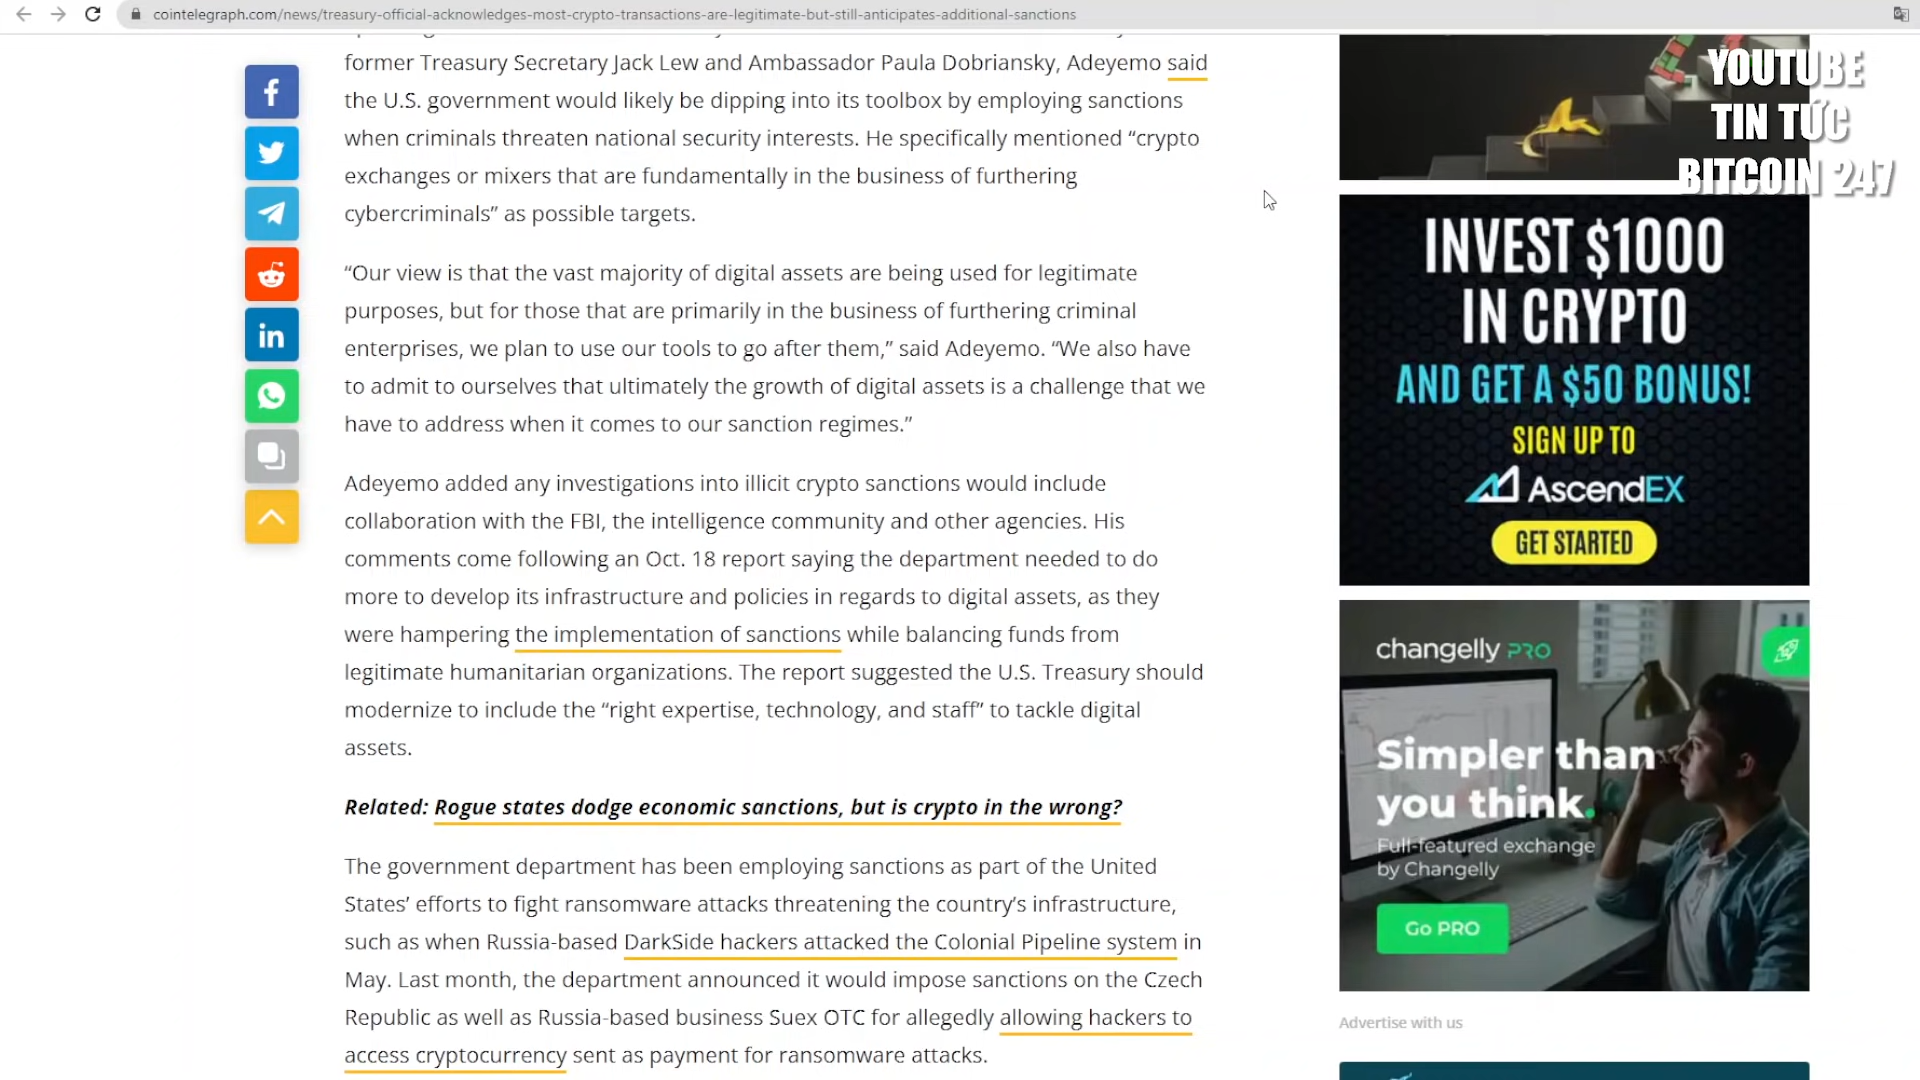 cointelegraph.com/news/treasury-official-acknowledges-most-crypto-transactions-are-legitimate-but-still-anticipates-additional-sanctions
former Treasury Secretary Jack Lew and Ambassador Paula Dobriansky, Adeyemo said
the U.S. government would likely be dipping into its toolbox by employing sanctions
when criminals threaten national security interests. He specifically mentioned “crypto
exchanges or mixers that are fundamentally in the business of furthering
cybercriminals” as possible targets.
“Our view is that the vast majority of digital assets are being used for legitimate
purposes, but for those that are primarily in the business of furthering criminal
enterprises, we plan to use our tools to go after them,” said Adeyemo. “We also have
to admit to ourselves that ultimately the growth of digital assets is a challenge that we
have to address when it comes to our sanction regimes.”
Adeyemo added any investigations into illicit crypto sanctions would include
collaboration with the FBI, the intelligence community and other agencies. His
comments come following an Oct. 18 report saying the department needed to do
more to develop its infrastructure and policies in regards to digital assets, as they
were hampering the implementation of sanctions while balancing funds from
legitimate humanitarian organizations. The report suggested the U.S. Treasury should
modernize to include the “right expertise, technology, and staff” to tackle digital
assets.
Related: Rogue states dodge economic sanctions, but is crypto in the wrong?
The government department has been employing sanctions as part of the United
States’ efforts to fight ransomware attacks threatening the country’s infrastructure,
such as when Russia-based DarkSide hackers attacked the Colonial Pipeline system in
May. Last month, the department announced it would impose sanctions on the Czech
Republic as well as Russia-based business Suex OTC for allegedly allowing hackers to
access cryptocurrency sent as payment for ransomware attacks.
YOUTUBE
TIN TỨC
BITCOIN 247
INVEST $1000
IN CRYPTO
AND GET A $50 BONUS!
SIGN UP TO
AscendEX
GET STARTED
changelly PRO
Simpler than
you think.
Full-featured exchange
by Changelly
Go PRO
Advertise with us